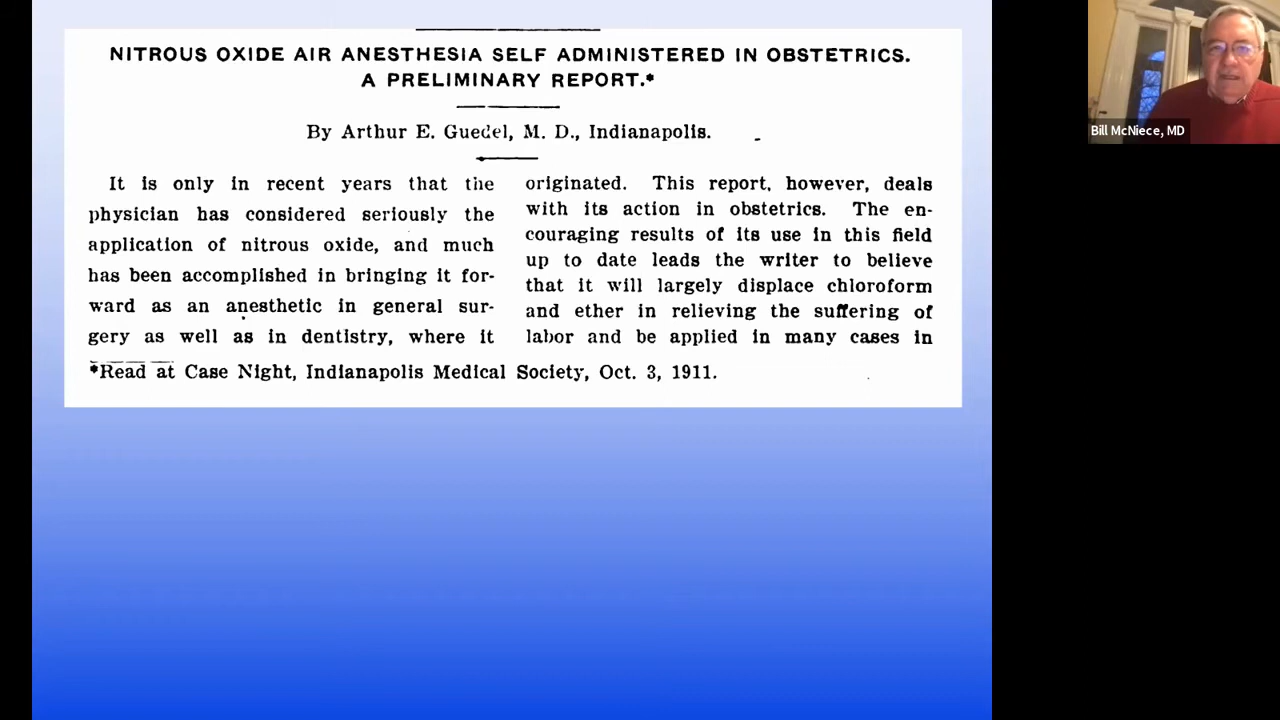 NITROUS OXIDE AIR ANESTHESIA SELF ADMINISTERED IN OBSTETRICS.
A PRELIMINARY REPORT.*
By Arthur E. Guedel, M. D., Indianapolis.
It is only in recent years that the
physician has considered seriously the
application of nitrous oxide, and much
has been accomplished in bringing it for-
ward as an anesthetic in general sur-
gery as well as in dentistry, where it
originated. This report, however, deals
with its action in obstetrics. The en-
couraging results of its use in this field
up to date leads the writer to believe
that it will largely displace chloroform
and ether in relieving the suffering of
labor and be applied in many cases in
*Read at Case Night, Indianapolis Medical Society, Oct. 3, 1911.
Bill McNiece, MD